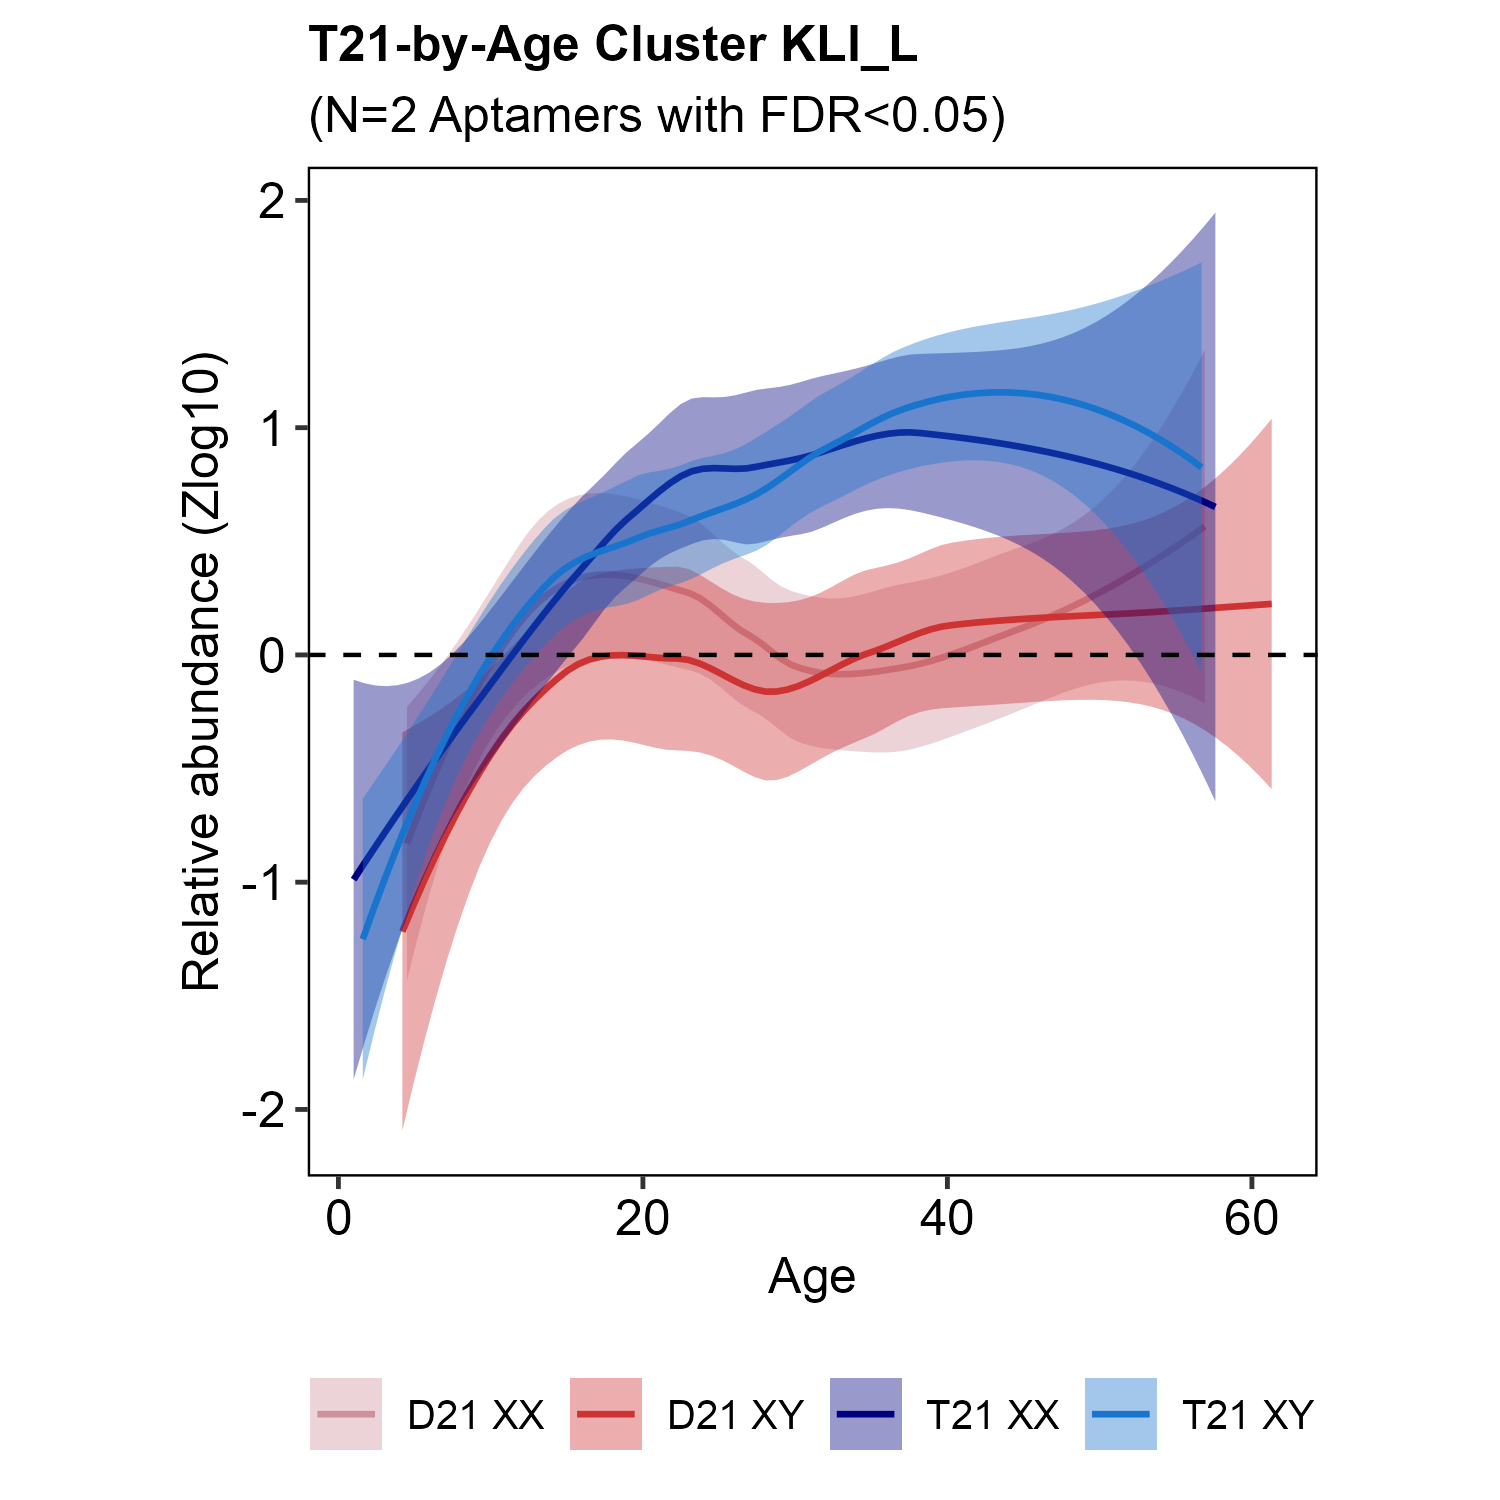 T21-by-Age Cluster KLI_L
(N=2 Aptamers with FDR<0.05)
Relative abundance (Zlog10)
2
1
0
-1
-2
0 20 40 60
Age
D21 XX D21 XY T21 XX T21 XY